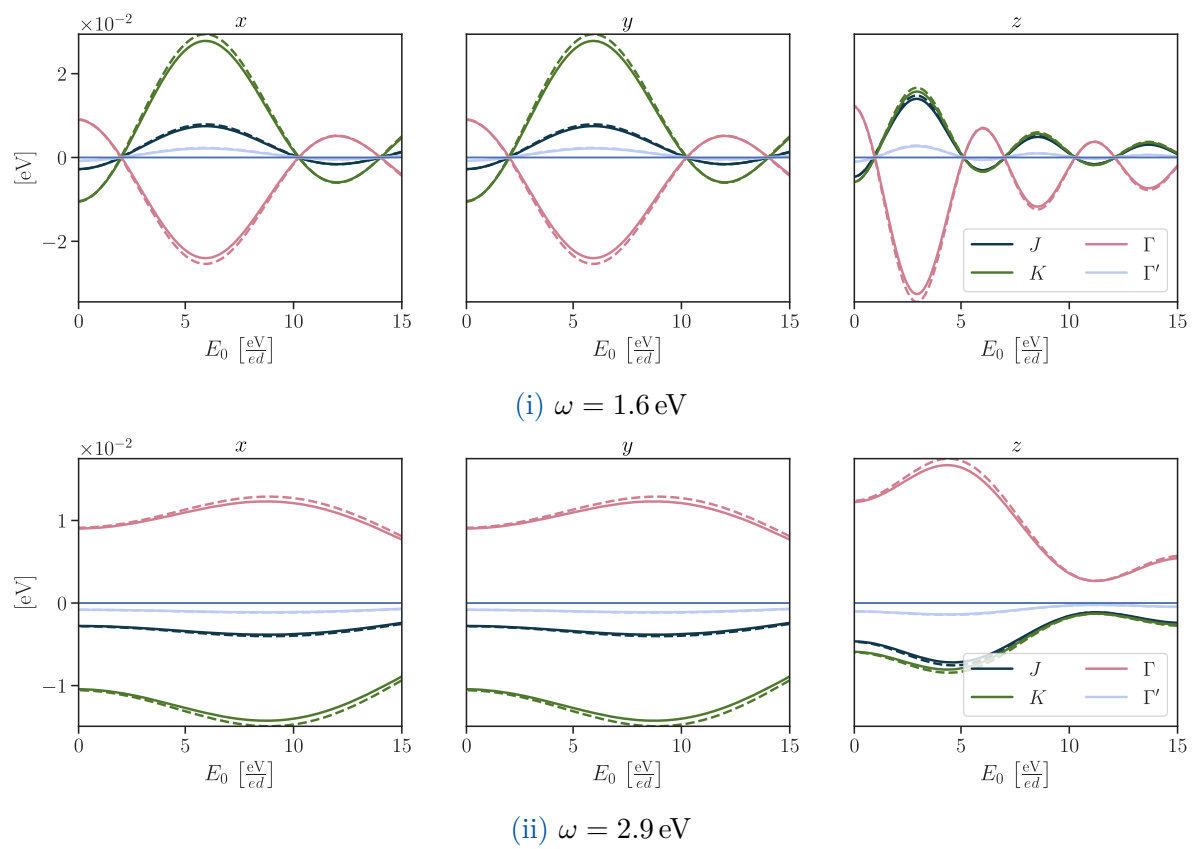 ×10⁻² x y z
2
0
−2
[eV]
J Γ
K Γ′
0 5 10 15 0 5 10 15 0 5 10 15
E₀ [eV/ed] E₀ [eV/ed] E₀ [eV/ed]
(i) ω = 1.6 eV
×10⁻² x y z
1
0
−1
[eV]
J Γ
K Γ′
0 5 10 15 0 5 10 15 0 5 10 15
E₀ [eV/ed] E₀ [eV/ed] E₀ [eV/ed]
(ii) ω = 2.9 eV